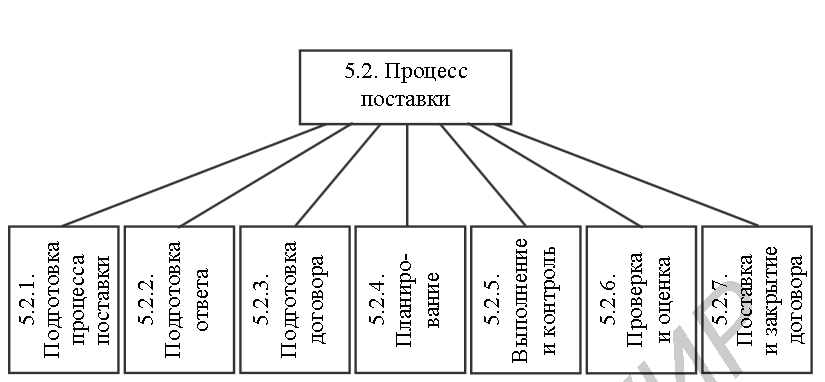 5.2. Процесс
поставки
5.2.1.
Подготовка
процесса
поставки
5.2.2.
Подготовка
ответа
5.2.3.
Подготовка
договора
5.2.4.
Планиро-
вание
5.2.5.
Выполнение
и контроль
5.2.6.
Проверка
и оценка
5.2.7.
Поставка
и закрытие
договора